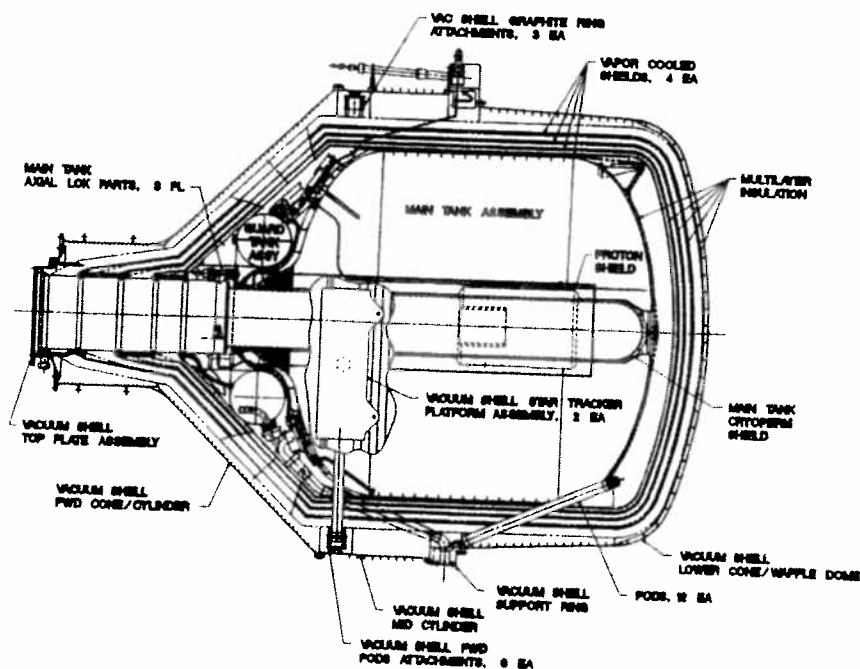 VAC SHELL GRAPHITE RING
ATTACHMENTS, 3 EA
VAPOR COOLED
SHIELDS, 4 EA
MAIN TANK
AXIAL LOK PARTS, 8 PL
MULTILAYER
INSULATION
MAIN TANK ASSEMBLY
GUARD
TANK
ASSY
PROTON
SHIELD
VACUUM SHELL STAR TRACKER
PLATFORM ASSEMBLY, 2 EA
MAIN TANK
CRYOPERM
SHIELD
VACUUM SHELL
TOP PLATE ASSEMBLY
VACUUM SHELL
FWD CONE/CYLINDER
VACUUM SHELL
LOWER CONE/WAFFLE DOME
PODS, 12 EA
VACUUM SHELL
SUPPORT RING
VACUUM SHELL
MID CYLINDER
VACUUM SHELL FWD
PODS ATTACHMENTS, 6 EA